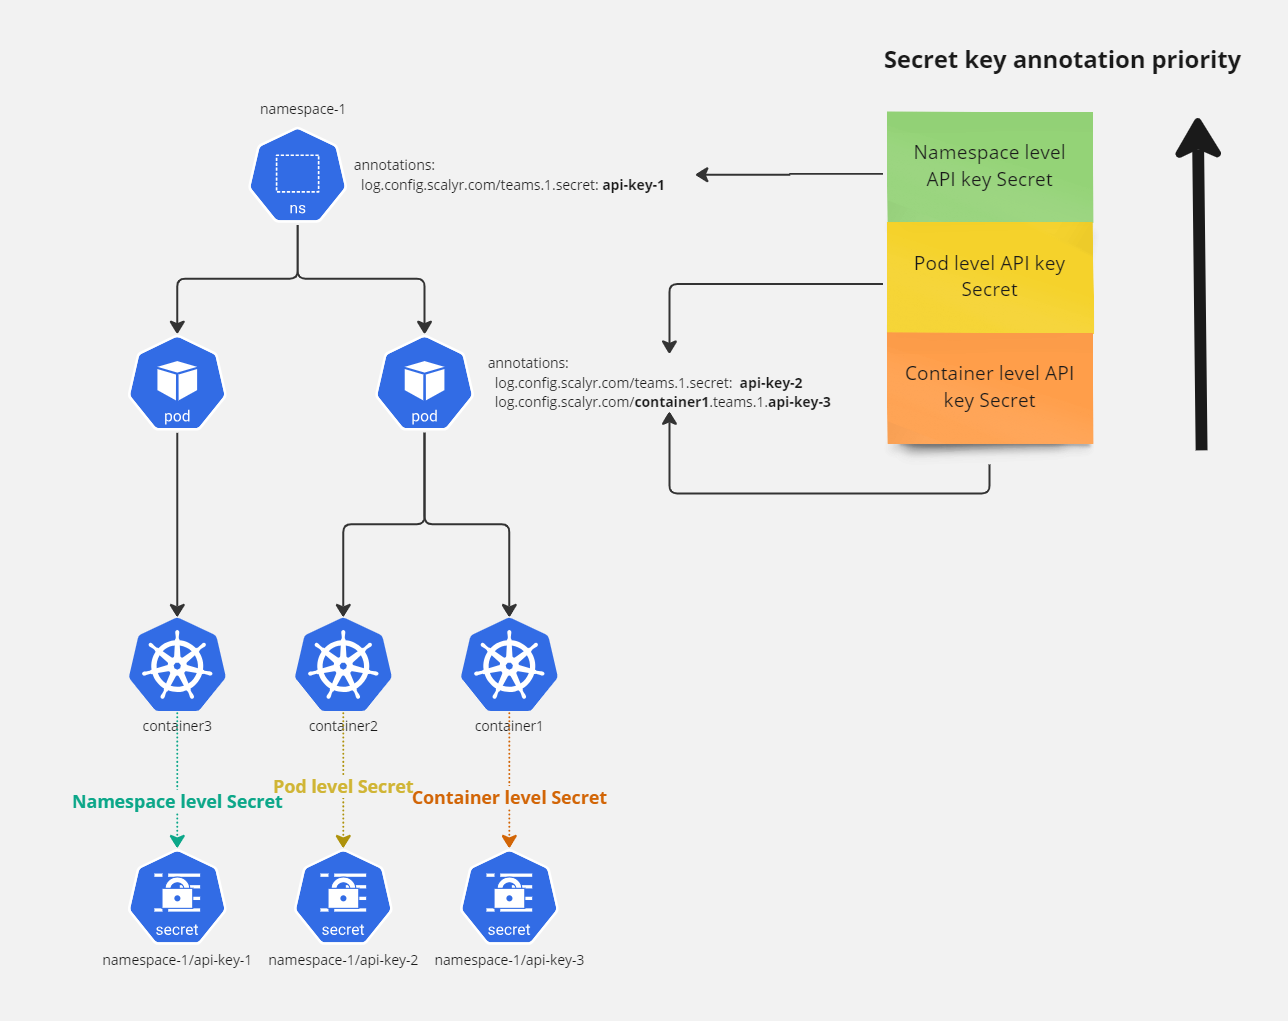 Secret key annotation priority
namespace-1
ns
annotations:
log.config.scalyr.com/teams.1.secret: api-key-1
Namespace level
API key Secret
Pod level API key
Secret
Container level API
key Secret
pod
pod
annotations:
log.config.scalyr.com/teams.1.secret:  api-key-2
log.config.scalyr.com/container1.teams.1.api-key-3
container3
container2
container1
Namespace level Secret
Pod level Secret
Container level Secret
secret
secret
secret
namespace-1/api-key-1
namespace-1/api-key-2
namespace-1/api-key-3